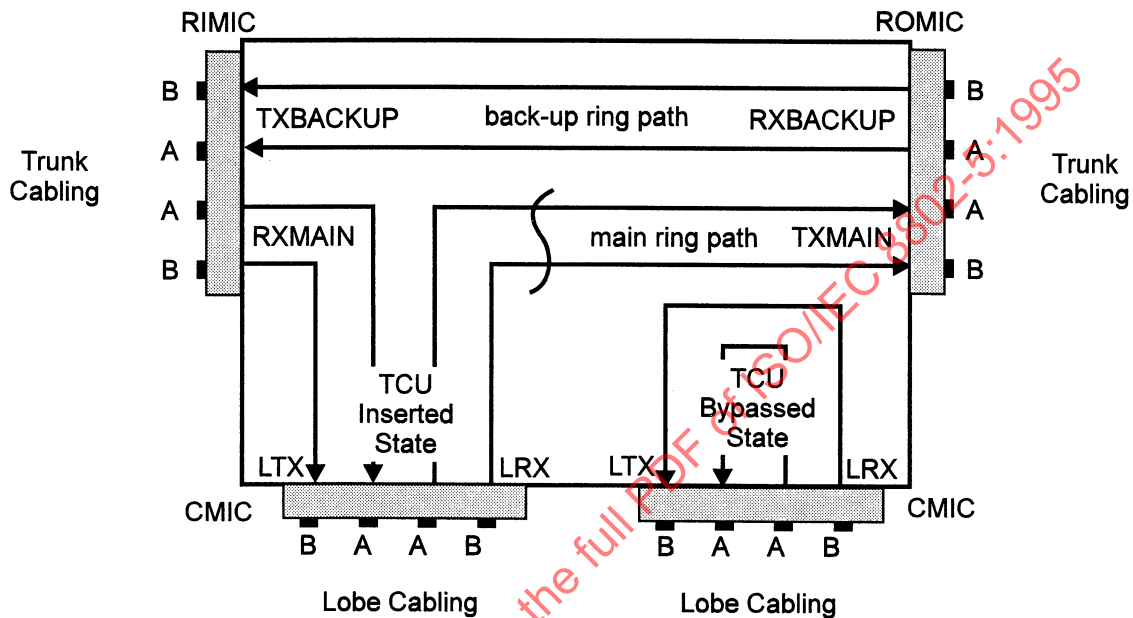 RIMIC
ROMIC
B
B
TXBACKUP
back-up ring path
RXBACKUP
A
A
Trunk
Cabling
Trunk
Cabling
A
A
RXMAIN
main ring path
TXMAIN
B
B
TCU
Inserted
State
TCU
Bypassed
State
LTX
LRX
LTX
LRX
CMIC
CMIC
B A A B
B A A B
Lobe Cabling
Lobe Cabling
the full PDF of ISO/IEC 8802-5:1995